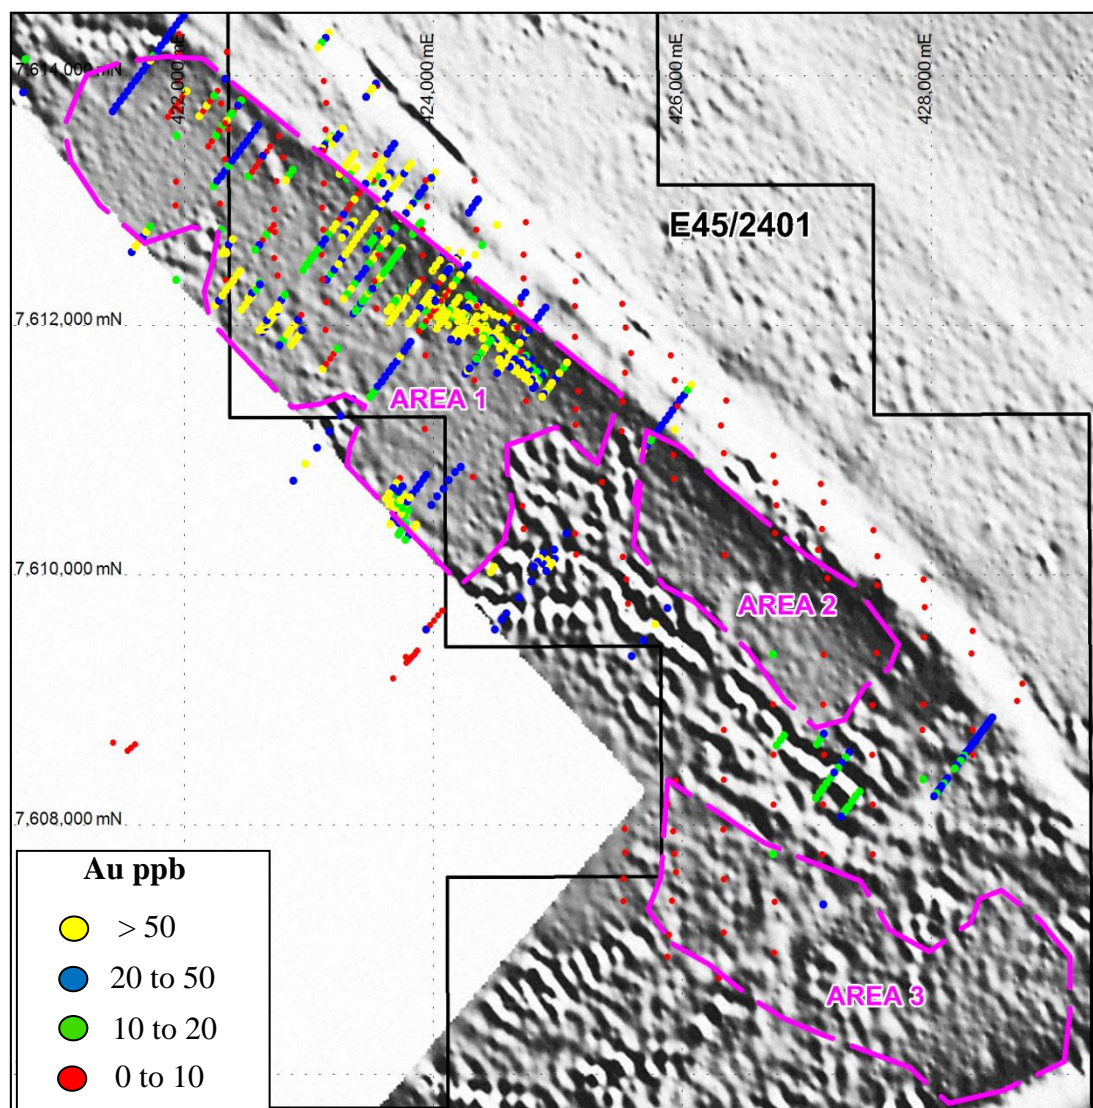 7,614,000 mN
422,000 mE
424,000 mE
426,000 mE
428,000 mE
E45/2401
7,612,000 mN
AREA 1
7,610,000 mN
AREA 2
7,608,000 mN
Au ppb
> 50
20 to 50
AREA 3
10 to 20
0 to 10